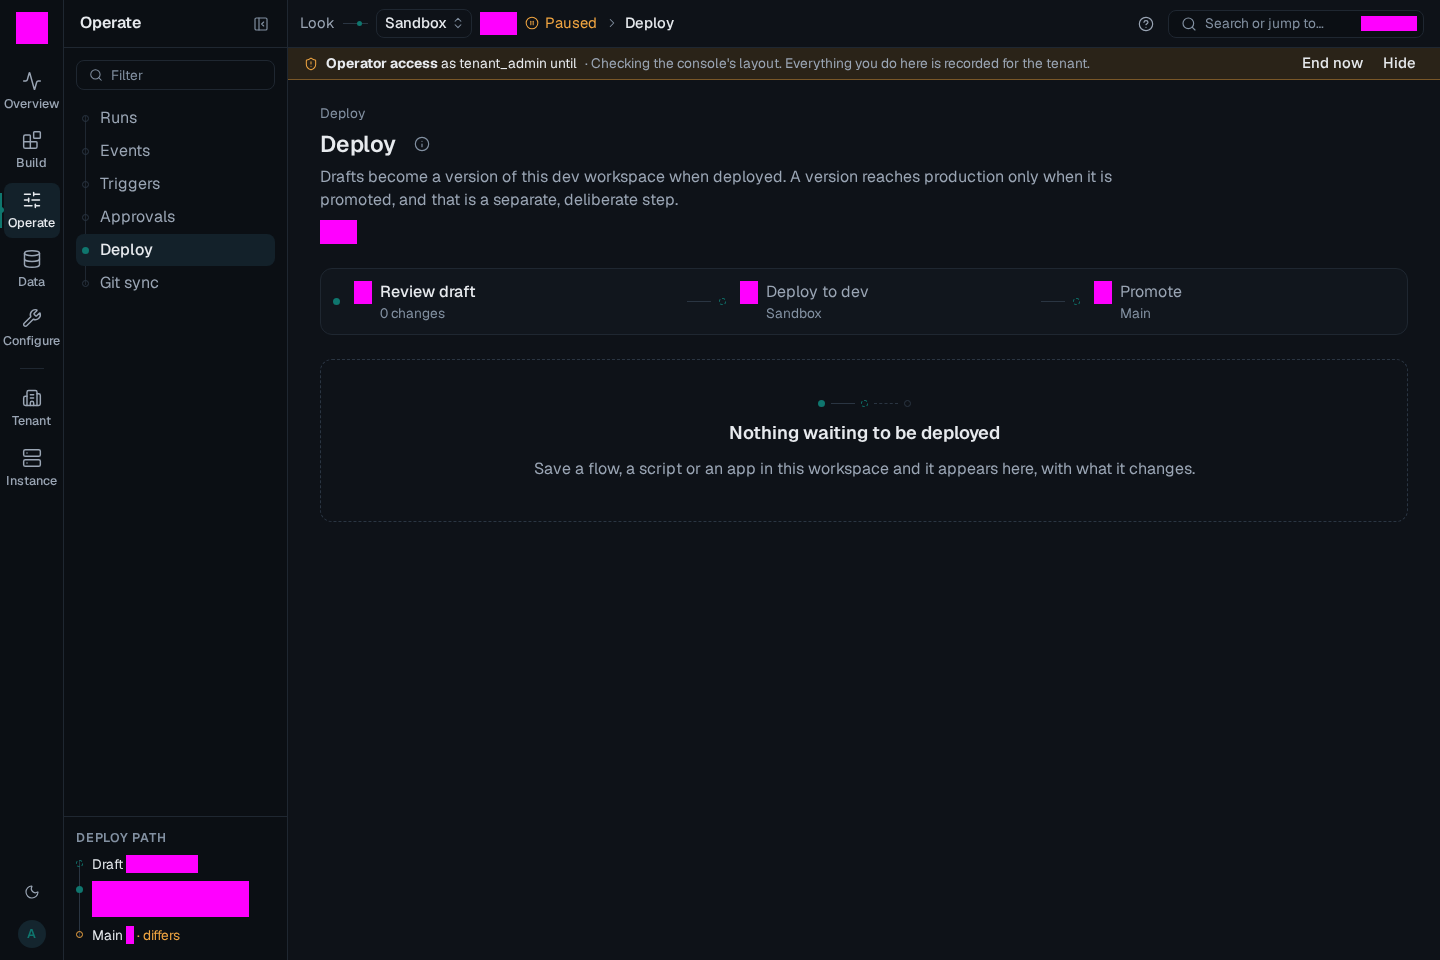 Operate
Look
Sandbox
Paused
Deploy
Search or jump to...
Operator access as tenant_admin until · Checking the console's layout. Everything you do here is recorded for the tenant.
End now
Hide
Overview
Build
Operate
Data
Configure
Tenant
Instance
A
Filter
Runs
Events
Triggers
Approvals
Deploy
Git sync
DEPLOY PATH
Draft
Main · differs
Deploy
Deploy
Drafts become a version of this dev workspace when deployed. A version reaches production only when it is
promoted, and that is a separate, deliberate step.
Review draft
0 changes
Deploy to dev
Sandbox
Promote
Main
Nothing waiting to be deployed
Save a flow, a script or an app in this workspace and it appears here, with what it changes.